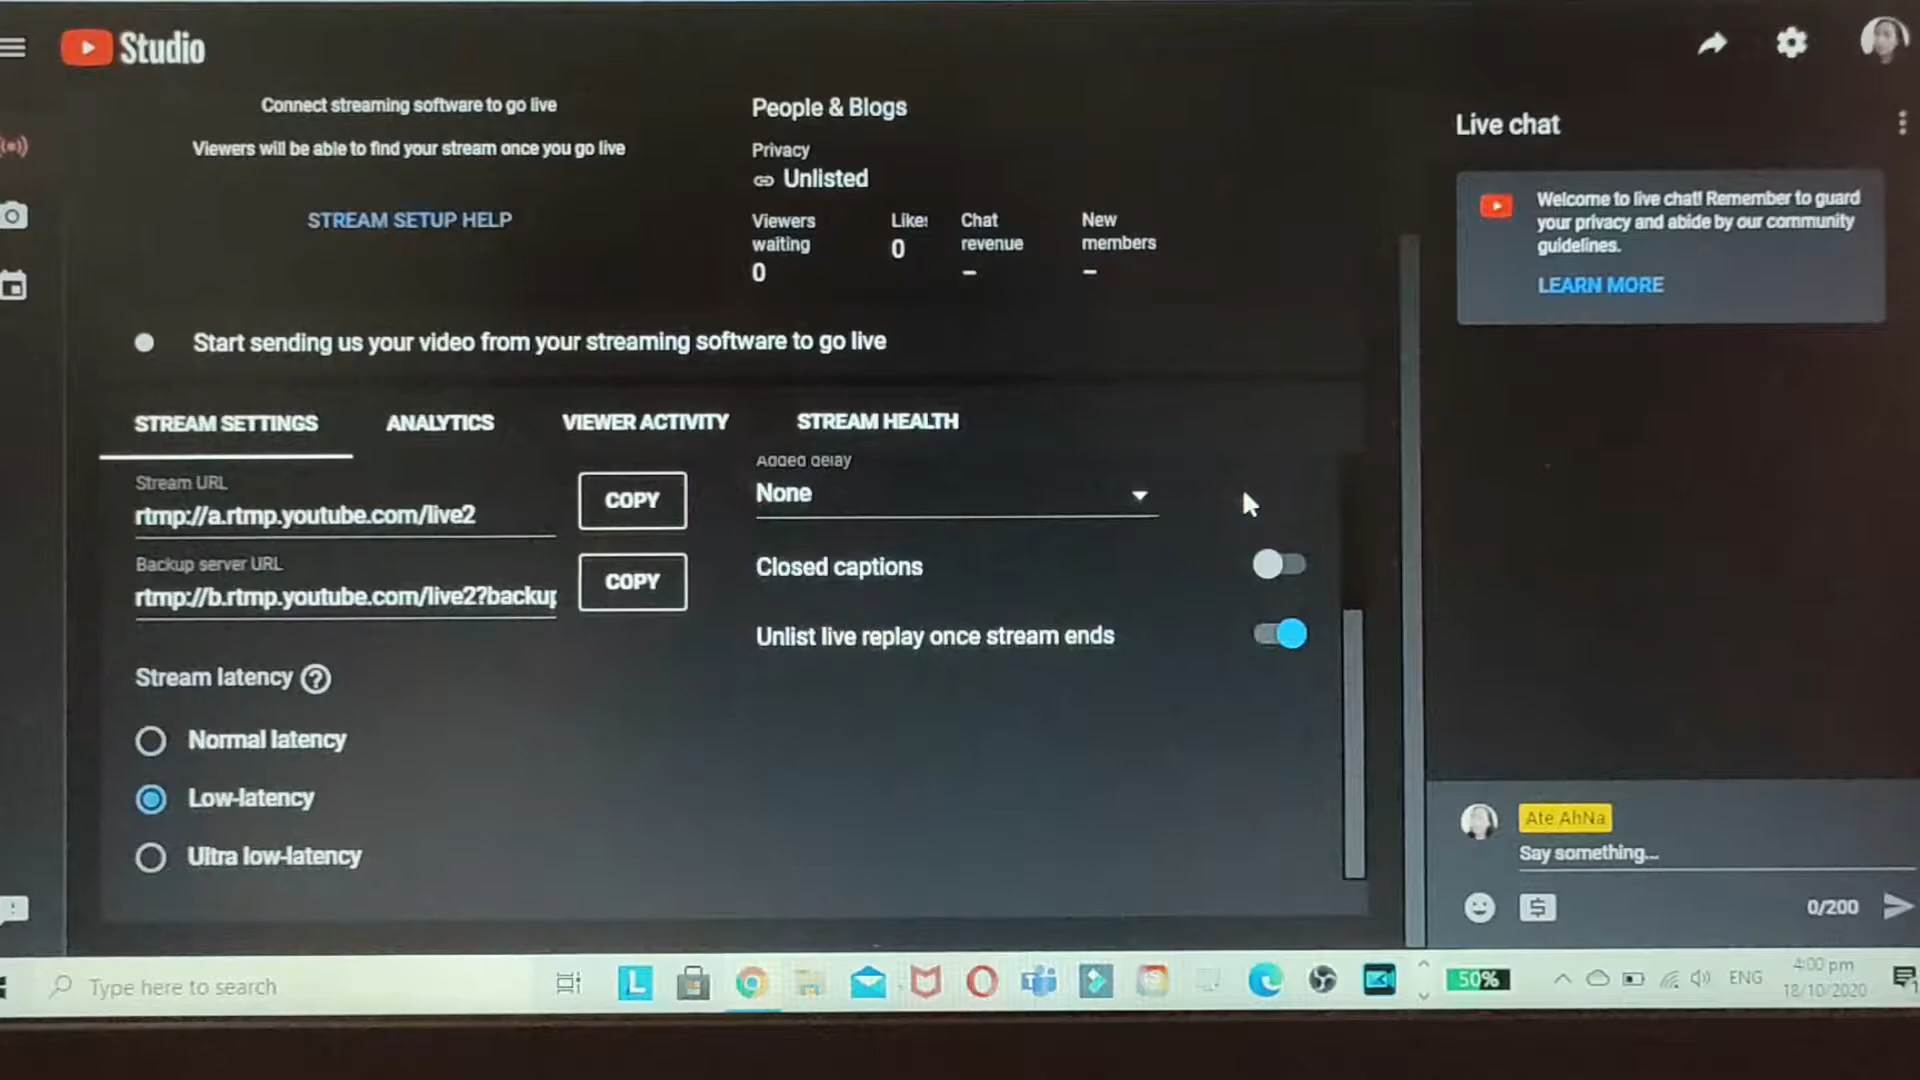 Studio
Connect streaming software to go live
Viewers will be able to find your stream once you go live
STREAM SETUP HELP
People & Blogs
Privacy
Unlisted
Viewers waiting
0
Likes
0
Chat revenue
–
New members
–
Start sending us your video from your streaming software to go live
STREAM SETTINGS
ANALYTICS
VIEWER ACTIVITY
STREAM HEALTH
Stream URL
rtmp://a.rtmp.youtube.com/live2
COPY
Backup server URL
rtmp://b.rtmp.youtube.com/live2?backup
COPY
Stream latency
Normal latency
Low-latency
Ultra low-latency
Added delay
None
Closed captions
Unlist live replay once stream ends
Live chat
Welcome to live chat! Remember to guard
your privacy and abide by our community
guidelines.
LEARN MORE
Ate AhNa
Say something...
0/200
Type here to search
50%
ENG
4:00 pm
18/10/2020